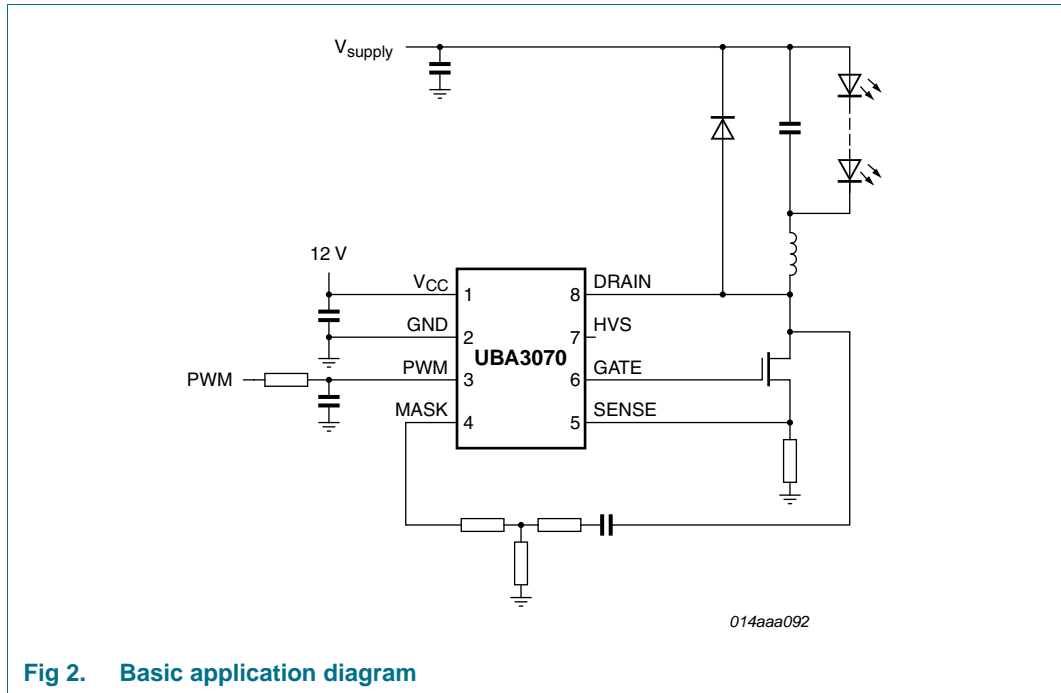 Vsupply
12 V
VCC
1
8
DRAIN
GND
2
7
HVS
UBA3070
PWM
PWM
3
6
GATE
MASK
4
5
SENSE
014aaa092
Fig 2. Basic application diagram